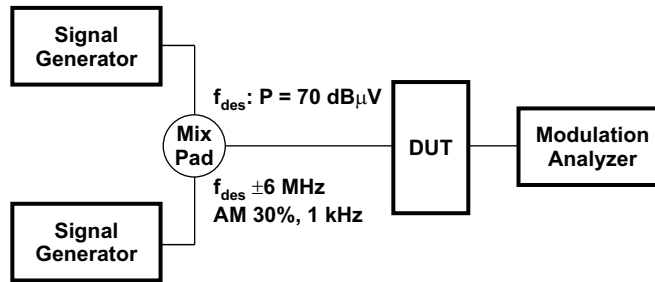 Signal
Generator
f_des: P = 70 dBμV
Mix
Pad
DUT
Modulation
Analyzer
f_des ±6 MHz
AM 30%, 1 kHz
Signal
Generator